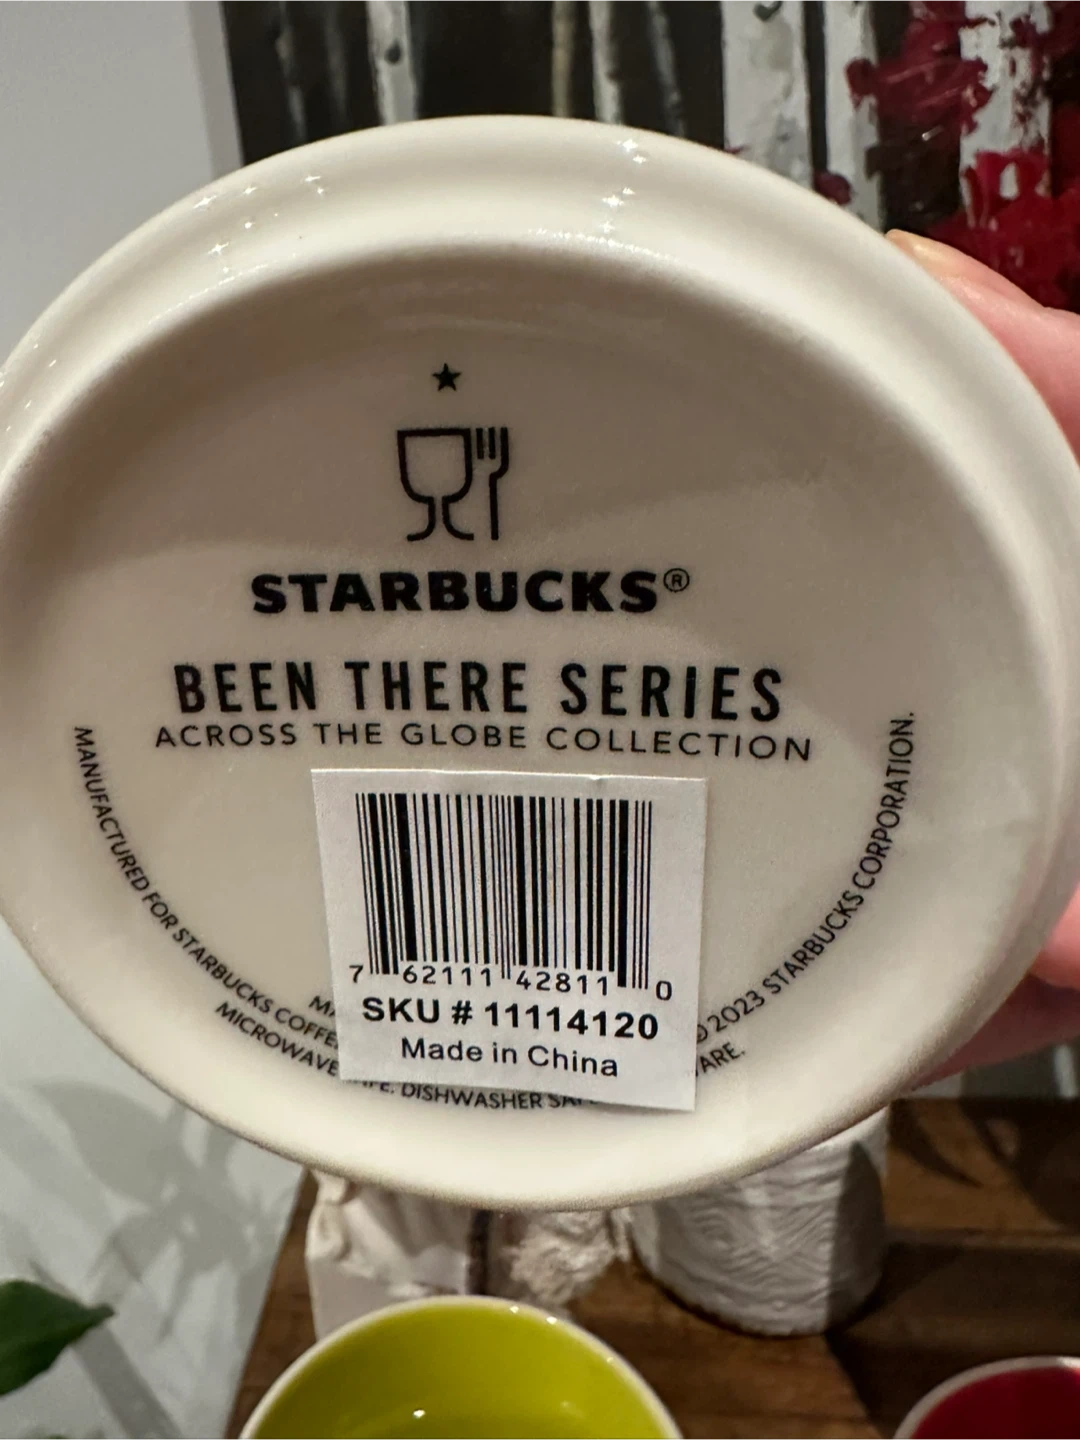 STARBUCKS®
BEEN THERE SERIES
ACROSS THE GLOBE COLLECTION
7 62111 42811 0
SKU # 11114120
Made in China
MANUFACTURED FOR STARBUCKS
2023 STARBUCKS CORPORATION.
MICROWAVE DISHWASHER